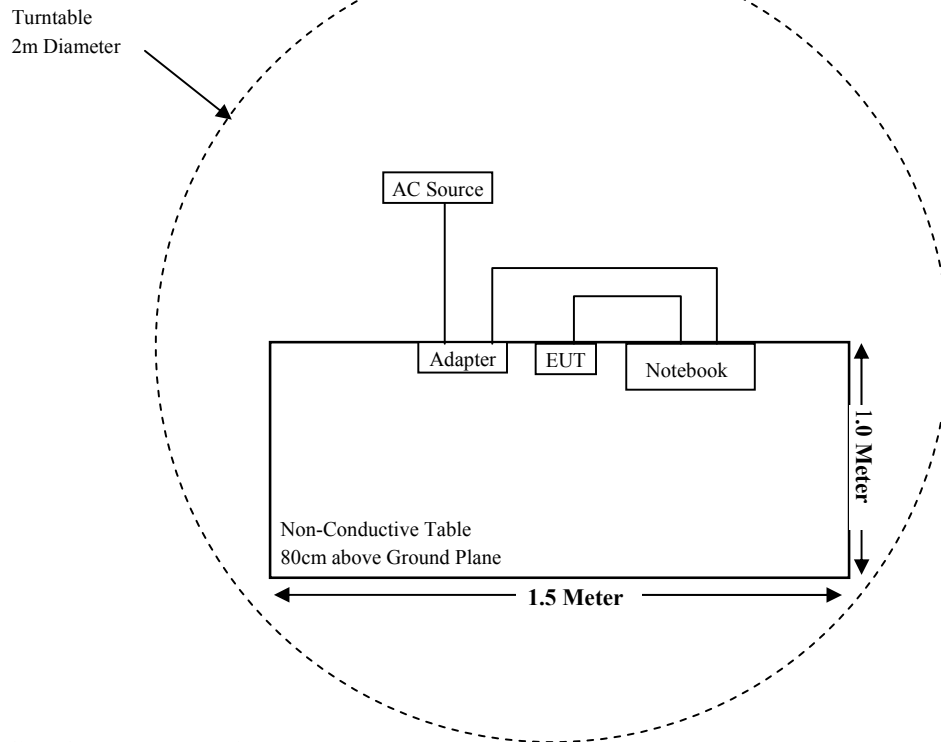 Turntable
2m Diameter
AC Source
Adapter
EUT
Notebook
1.0 Meter
Non-Conductive Table
80cm above Ground Plane
1.5 Meter